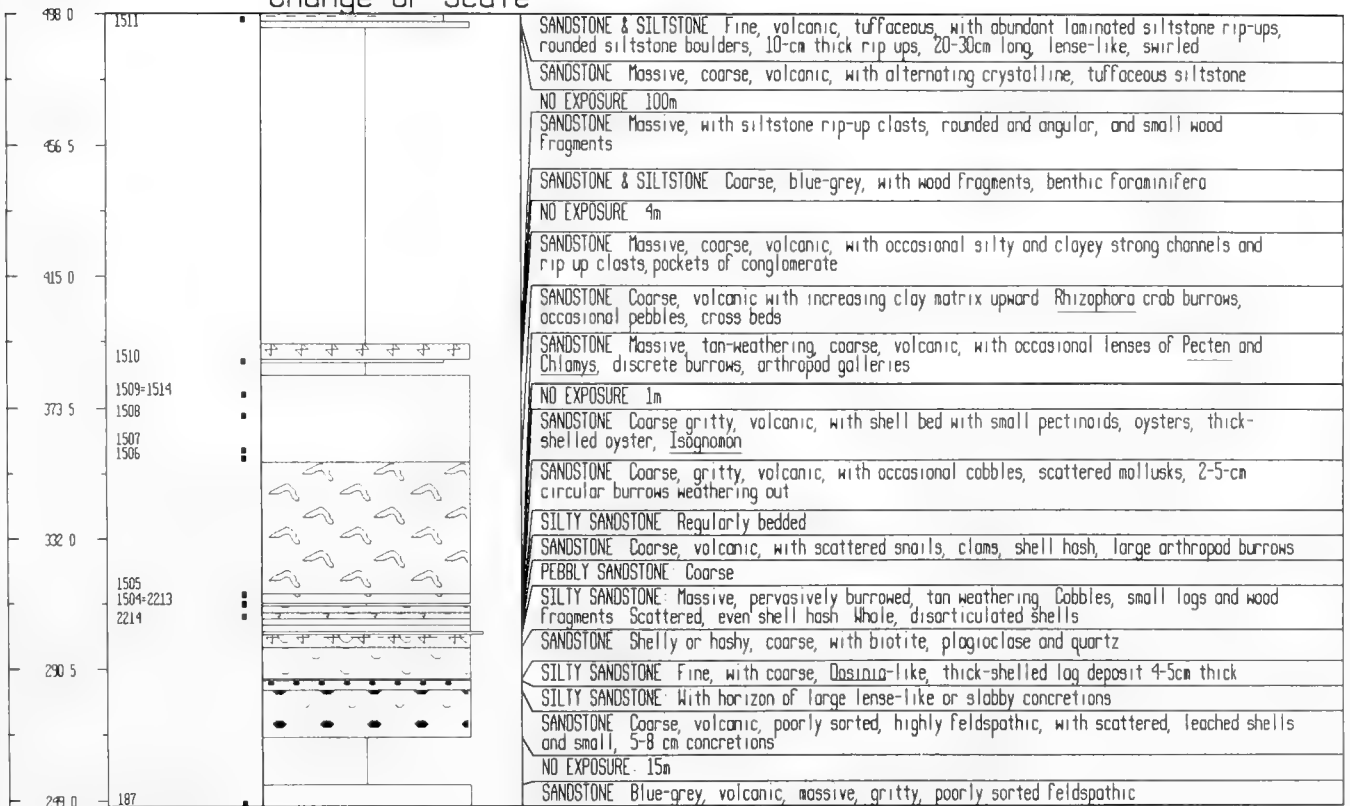 Change of Scale
498 0
456 5
415 0
373 5
332 0
290 5
249 0
1511
1510
1509=1514
1508
1507
1506
1505
1504=2213
2214
187
SANDSTONE & SILTSTONE Fine, volcanic, tuffaceous, with abundant laminated siltstone rip-ups,
rounded siltstone boulders, 10-cm thick rip ups, 20-30cm long, lense-like, swirled
SANDSTONE Massive, coarse, volcanic, with alternating crystalline, tuffaceous siltstone
NO EXPOSURE 100m
SANDSTONE Massive, with siltstone rip-up clasts, rounded and angular, and small wood
fragments
SANDSTONE & SILTSTONE Coarse, blue-grey, with wood fragments, benthic foraminifera
NO EXPOSURE 4m
SANDSTONE Massive, coarse, volcanic, with occasional silty and clayey strong channels and
rip up clasts, pockets of conglomerate
SANDSTONE Coarse, volcanic with increasing clay matrix upward Rhizophora crab burrows,
occasional pebbles, cross beds
SANDSTONE Massive, tan-weathering, coarse, volcanic, with occasional lenses of Pecten and
Chlamys, discrete burrows, arthropod galleries
NO EXPOSURE 1m
SANDSTONE Coarse gritty, volcanic, with shell bed with small pectinoids, oysters, thick-
shelled oyster, Isognomon
SANDSTONE Coarse, gritty, volcanic, with occasional cobbles, scattered mollusks, 2-5-cm
circular burrows weathering out
SILTY SANDSTONE Regularly bedded
SANDSTONE Coarse, volcanic, with scattered snails, clams, shell hash, large arthropod burrows
PEBBLY SANDSTONE Coarse
SILTY SANDSTONE Massive, pervasively burrowed, tan weathering Cobbles, small logs and wood
fragments Scattered, even shell hash Whole, disarticulated shells
SANDSTONE Shelly or hashy, coarse, with biotite, plagioclase and quartz
SILTY SANDSTONE Fine, with coarse, Dosinia-like, thick-shelled lag deposit 4-5cm thick
SILTY SANDSTONE With horizon of large lense-like or slabby concretions
SANDSTONE Coarse, volcanic, poorly sorted, highly feldspathic, with scattered, leached shells
and small, 5-8 cm concretions
NO EXPOSURE 15m
SANDSTONE Blue-grey, volcanic, massive, gritty, poorly sorted feldspathic